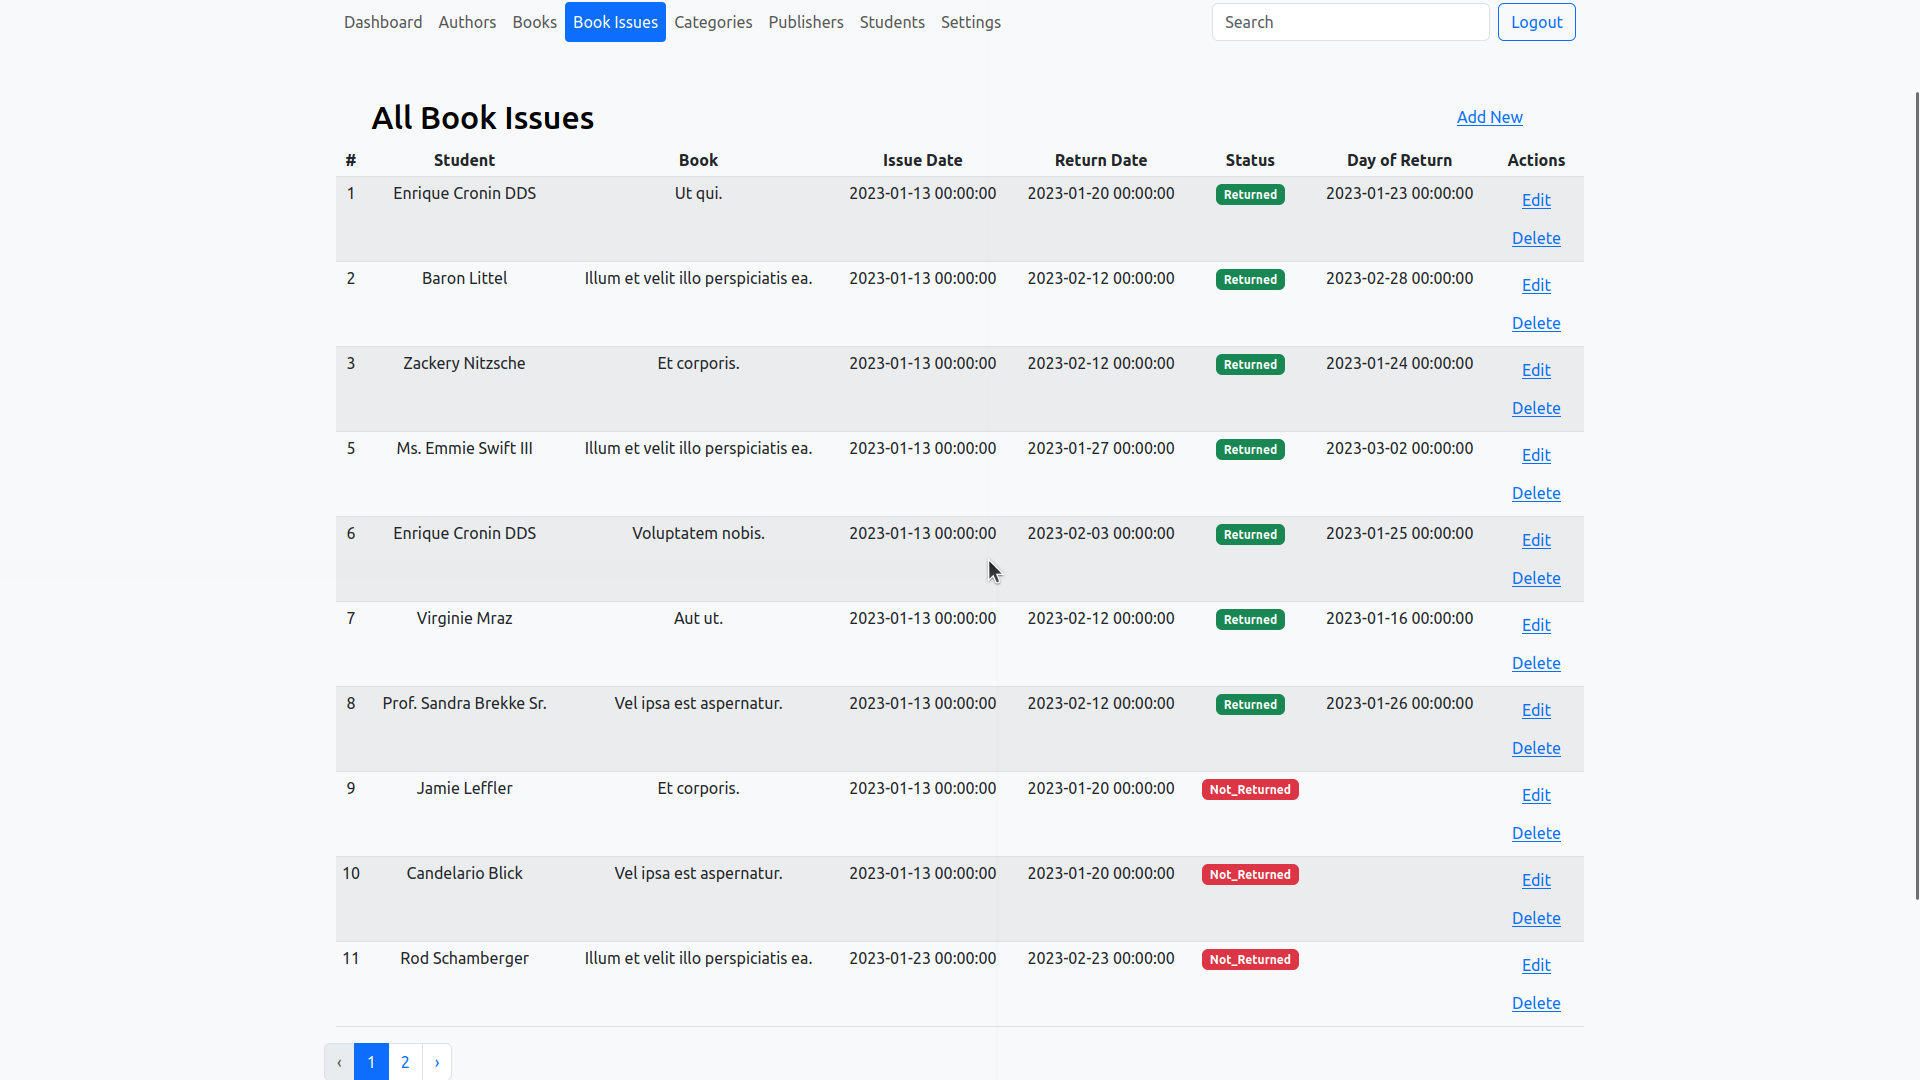 Dashboard Authors Books Book Issues Categories Publishers Students Settings Search Logout
All Book Issues Add New
# Student Book Issue Date Return Date Status Day of Return Actions
1 Enrique Cronin DDS Ut qui. 2023-01-13 00:00:00 2023-01-20 00:00:00 Returned 2023-01-23 00:00:00 Edit
Delete
2 Baron Littel Illum et velit illo perspiciatis ea. 2023-01-13 00:00:00 2023-02-12 00:00:00 Returned 2023-02-28 00:00:00 Edit
Delete
3 Zackery Nitzsche Et corporis. 2023-01-13 00:00:00 2023-02-12 00:00:00 Returned 2023-01-24 00:00:00 Edit
Delete
5 Ms. Emmie Swift III Illum et velit illo perspiciatis ea. 2023-01-13 00:00:00 2023-01-27 00:00:00 Returned 2023-03-02 00:00:00 Edit
Delete
6 Enrique Cronin DDS Voluptatem nobis. 2023-01-13 00:00:00 2023-02-03 00:00:00 Returned 2023-01-25 00:00:00 Edit
Delete
7 Virginie Mraz Aut ut. 2023-01-13 00:00:00 2023-02-12 00:00:00 Returned 2023-01-16 00:00:00 Edit
Delete
8 Prof. Sandra Brekke Sr. Vel ipsa est aspernatur. 2023-01-13 00:00:00 2023-02-12 00:00:00 Returned 2023-01-26 00:00:00 Edit
Delete
9 Jamie Leffler Et corporis. 2023-01-13 00:00:00 2023-01-20 00:00:00 Not_Returned Edit
Delete
10 Candelario Blick Vel ipsa est aspernatur. 2023-01-13 00:00:00 2023-01-20 00:00:00 Not_Returned Edit
Delete
11 Rod Schamberger Illum et velit illo perspiciatis ea. 2023-01-23 00:00:00 2023-02-23 00:00:00 Not_Returned Edit
Delete
‹ 1 2 ›